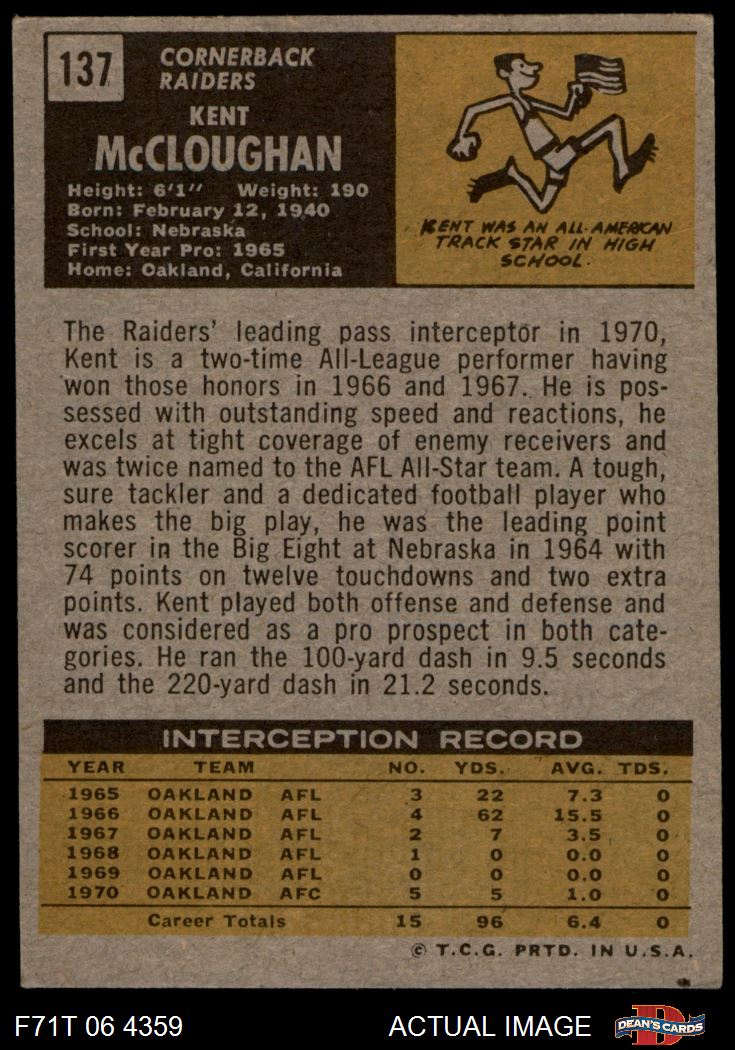 137
CORNERBACK
RAIDERS
KENT
McCLOUGHAN
Height: 6'1" Weight: 190
Born: February 12, 1940
School: Nebraska
First Year Pro: 1965
Home: Oakland, California
KENT WAS AN ALL-AMERICAN
TRACK STAR IN HIGH
SCHOOL.
The Raiders' leading pass interceptor in 1970,
Kent is a two-time All-League performer having
won those honors in 1966 and 1967. He is pos-
sessed with outstanding speed and reactions, he
excels at tight coverage of enemy receivers and
was twice named to the AFL All-Star team. A tough,
sure tackler and a dedicated football player who
makes the big play, he was the leading point
scorer in the Big Eight at Nebraska in 1964 with
74 points on twelve touchdowns and two extra
points. Kent played both offense and defense and
was considered as a pro prospect in both cate-
gories. He ran the 100-yard dash in 9.5 seconds
and the 220-yard dash in 21.2 seconds.
INTERCEPTION RECORD
YEAR TEAM NO. YDS. AVG. TDS.
1965 OAKLAND AFL 3 22 7.3 0
1966 OAKLAND AFL 4 62 15.5 0
1967 OAKLAND AFL 2 7 3.5 0
1968 OAKLAND AFL 1 0 0.0 0
1969 OAKLAND AFL 0 0 0.0 0
1970 OAKLAND AFC 5 5 1.0 0
Career Totals 15 96 6.4 0
© T.C.G. PRTD. IN U.S.A.
F71T 06 4359 ACTUAL IMAGE D DEAN'S CARDS